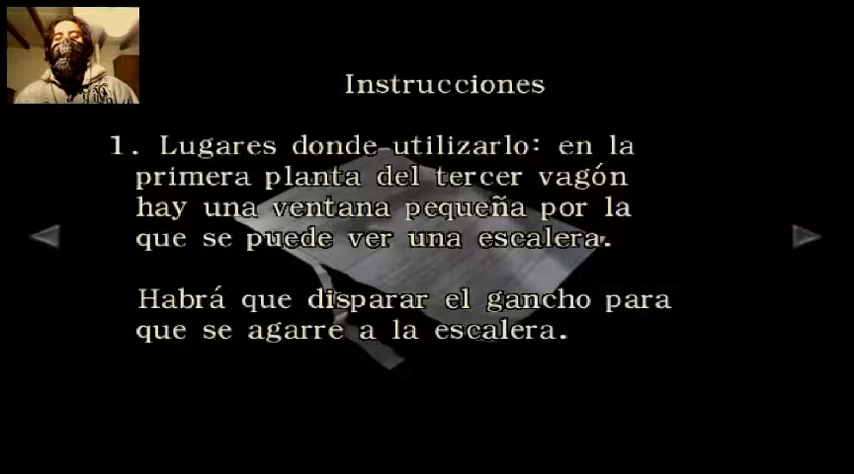 Instrucciones
1. Lugares donde utilizarlo: en la
primera planta del tercer vagón
hay una ventana pequeña por la
que se puede ver una escalera.
Habrá que disparar el gancho para
que se agarre a la escalera.